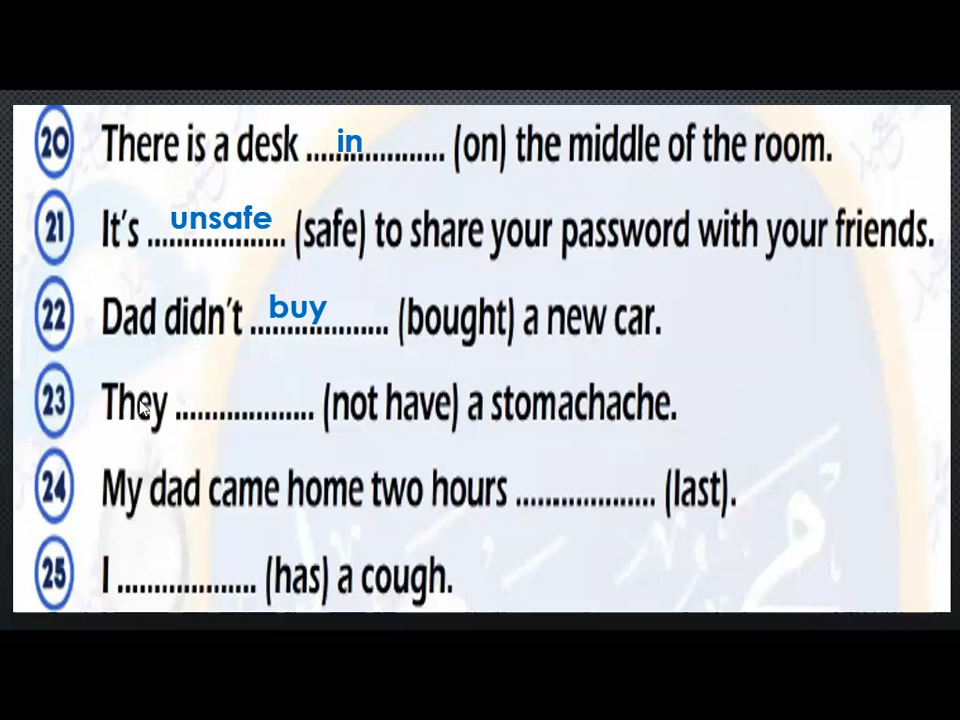 20 There is a desk ......in............ (on) the middle of the room.
21 It's ......unsafe............ (safe) to share your password with your friends.
22 Dad didn't ......buy............ (bought) a new car.
23 They ................... (not have) a stomachache.
24 My dad came home two hours ................... (last).
25 I ................... (has) a cough.